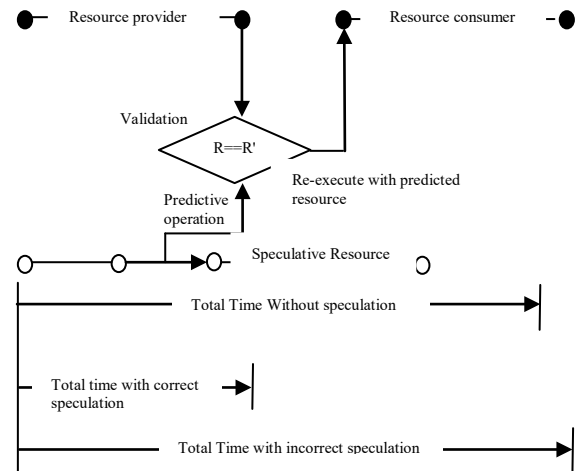 Resource provider
Resource consumer
Validation
R==R'
Re-execute with predicted
resource
Predictive
operation
Speculative Resource
Total Time Without speculation
Total time with correct
speculation
Total Time with incorrect speculation